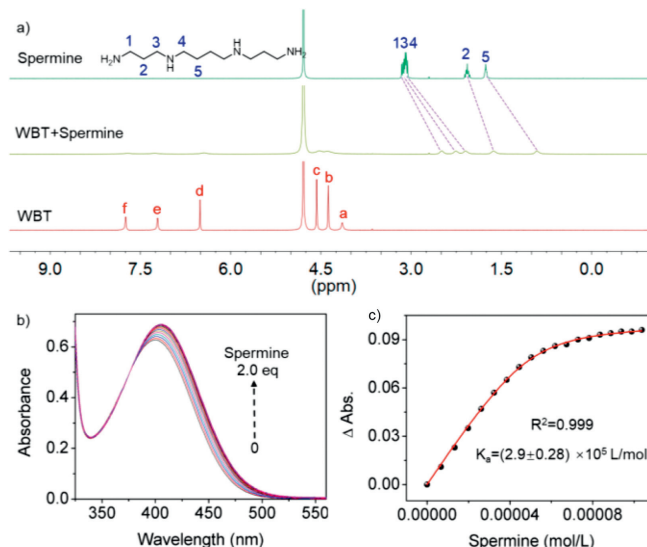 a)
Spermine
1 3 4
H₂N 2 N H 5 H N NH₂
134 2 5
WBT+Spermine
WBT
f e d c b a
9.0 7.5 6.0 4.5 3.0 1.5 0.0
(ppm)
b)
Absorbance
0.6
0.4
0.2
0.0
Spermine
2.0 eq
0
325 350 400 450 500 550
Wavelength (nm)
c)
Δ Abs.
0.09
0.06
0.03
0.00
R²=0.999
Kₐ=(2.9±0.28) ×10⁵ L/mol
0.00000 0.00004 0.00008
Spermine (mol/L)